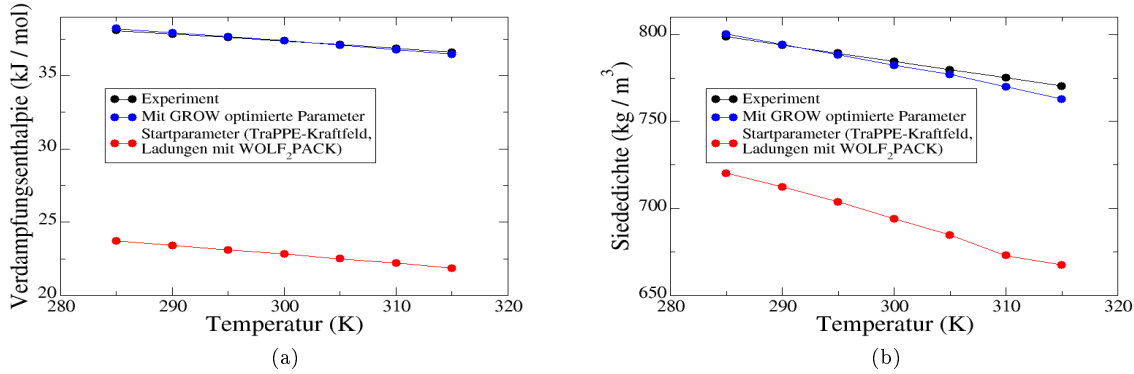 Verdampfungsenthalpie (kJ / mol)
35
30
25
20
Experiment
Mit GROW optimierte Parameter
Startparameter (TraPPE-Kraftfeld,
Ladungen mit WOLF₂PACK)
280
290
300
310
320
Temperatur (K)
(a)
Siededichte (kg / m³)
800
750
700
650
Experiment
Mit GROW optimierte Parameter
Startparameter (TraPPE-Kraftfeld,
Ladungen mit WOLF₂PACK)
280
290
300
310
320
Temperatur (K)
(b)